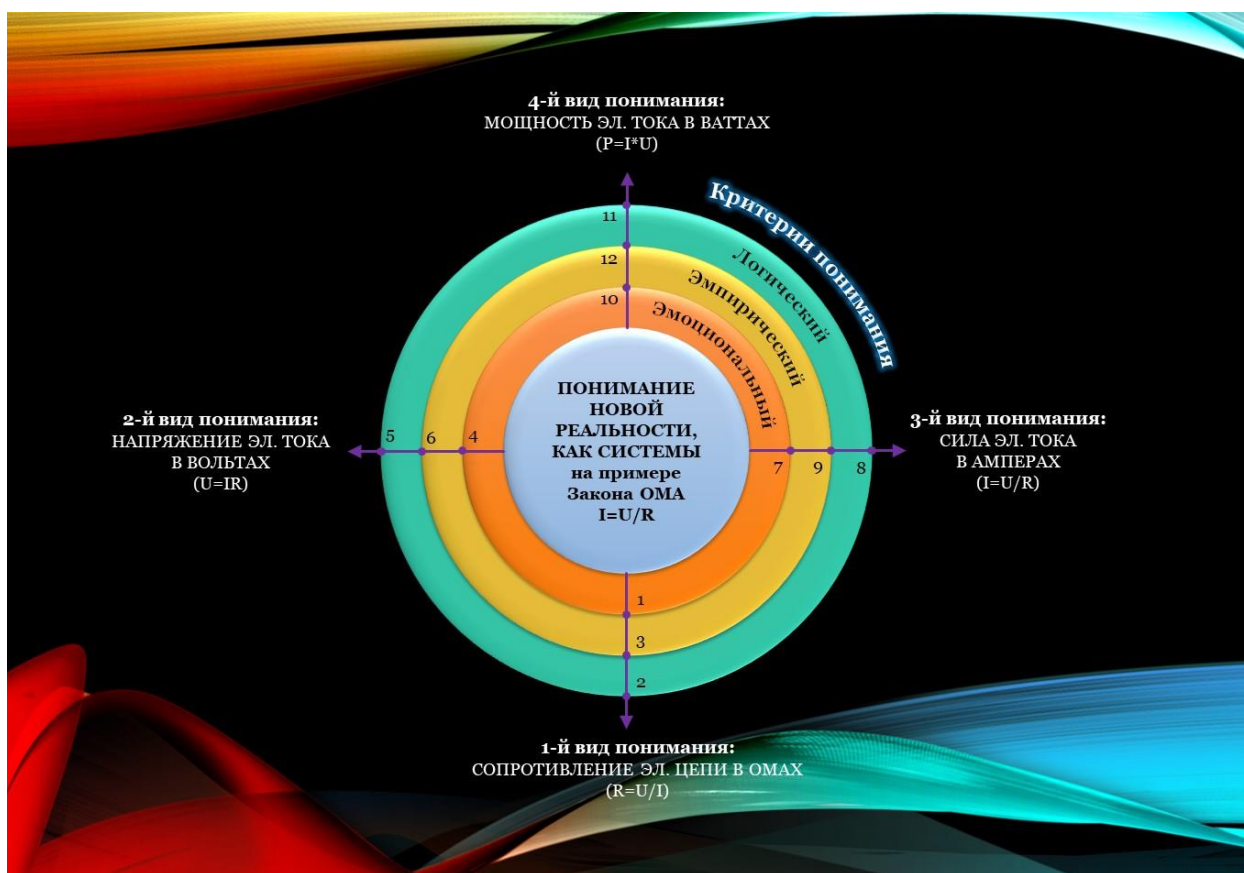 4-й вид понимания:
МОЩНОСТЬ ЭЛ. ТОКА В ВАТТАХ
(P=I*U)
Критерии понимания
11
Логический
12
Эмпирический
10
Эмоциональный
ПОНИМАНИЕ
НОВОЙ
РЕАЛЬНОСТИ,
КАК СИСТЕМЫ
на примере
Закона ОМА
I=U/R
2-й вид понимания:
НАПРЯЖЕНИЕ ЭЛ. ТОКА
В ВОЛЬТАХ
(U=IR)
5 6 4
7 9 8
3-й вид понимания:
СИЛА ЭЛ. ТОКА
В АМПЕРАХ
(I=U/R)
1
3
2
1-й вид понимания:
СОПРОТИВЛЕНИЕ ЭЛ. ЦЕПИ В ОМАХ
(R=U/I)